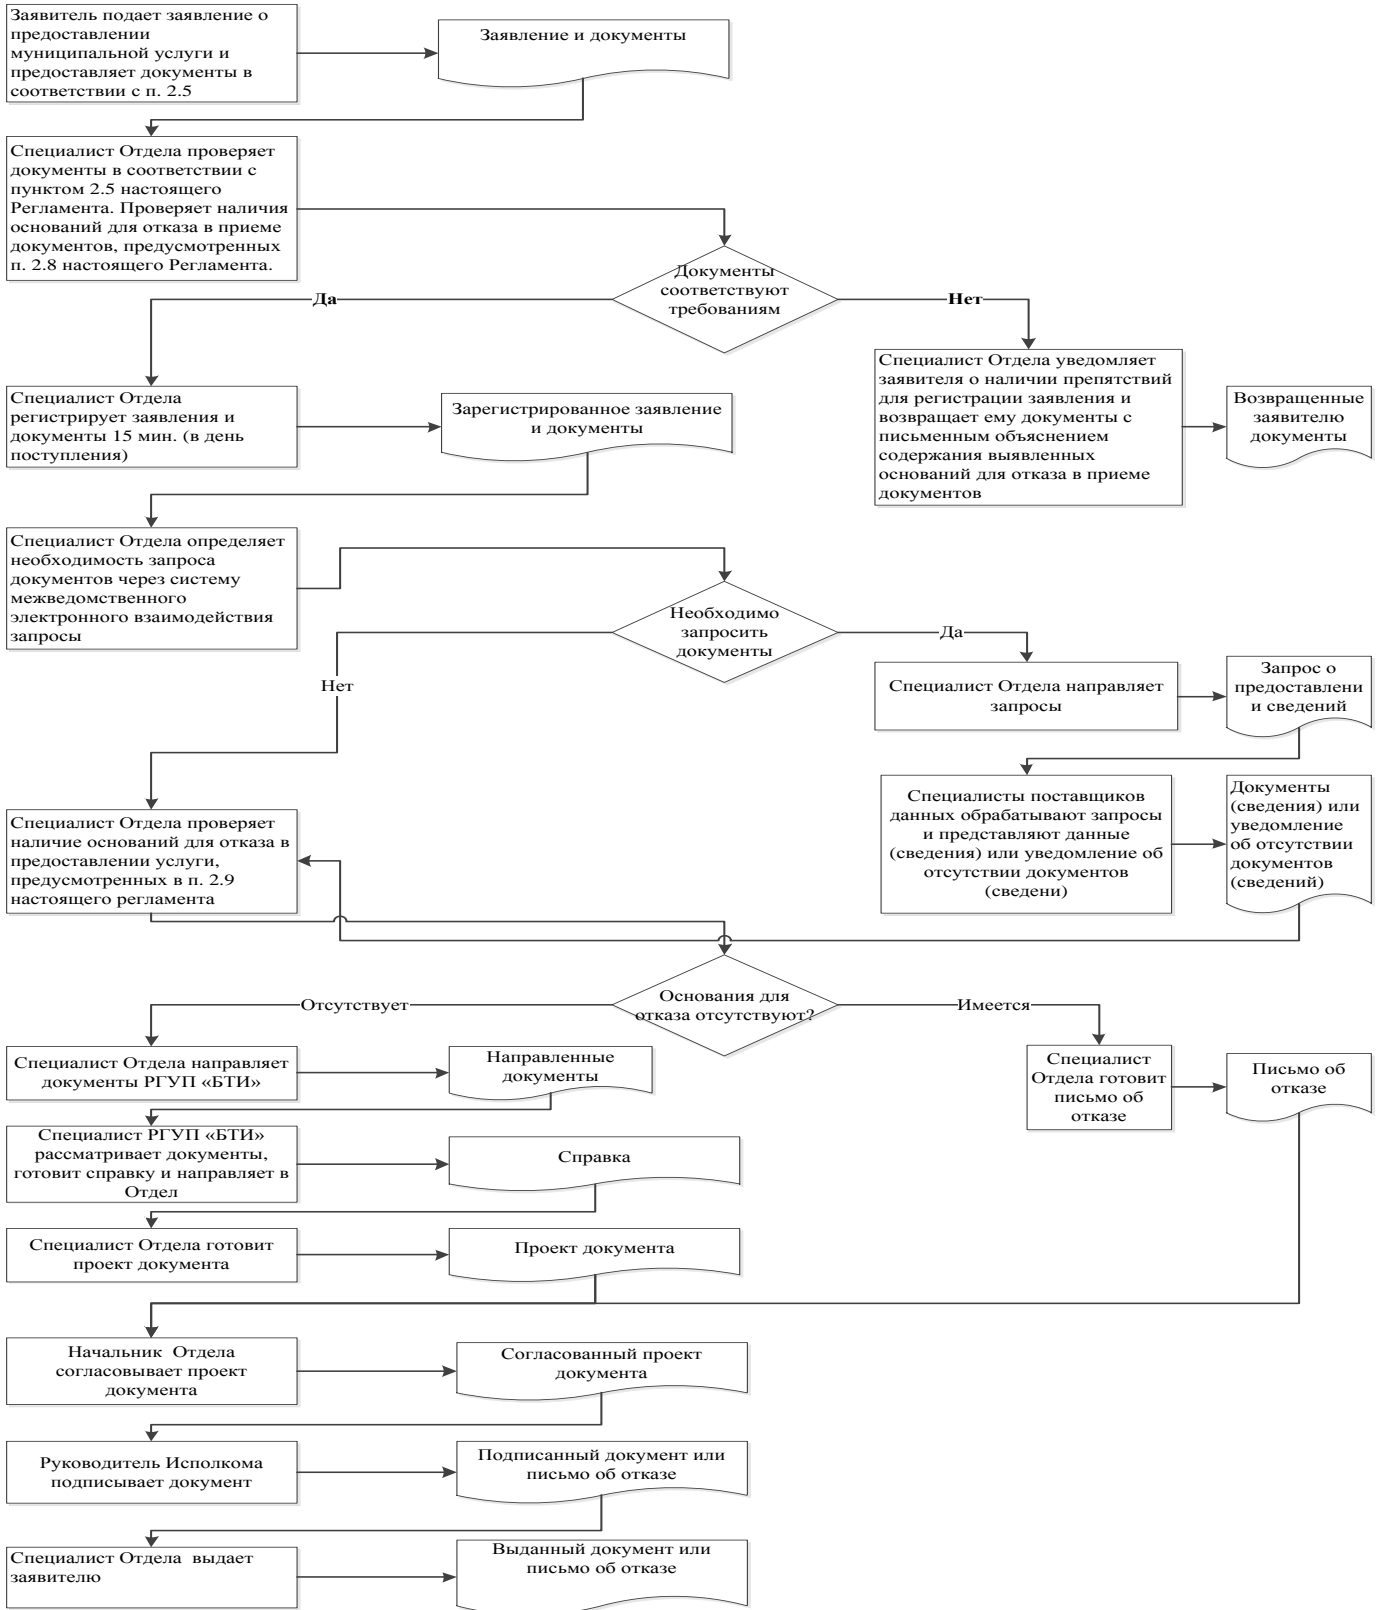 Заявитель подает заявление о
предоставлении
муниципальной услуги и
предоставляет документы в
соответствии с п. 2.5
Заявление и документы
Специалист Отдела проверяет
документы в соответствии с
пунктом 2.5 настоящего
Регламента. Проверяет наличия
оснований для отказа в приеме
документов, предусмотренных
п. 2.8 настоящего Регламента.
Документы
соответствуют
требованиям
Да
Нет
Специалист Отдела
регистрирует заявления и
документы 15 мин. (в день
поступления)
Зарегистрированное заявление
и документы
Специалист Отдела уведомляет
заявителя о наличии препятствий
для регистрации заявления и
возвращает ему документы с
письменным объяснением
содержания выявленных
оснований для отказа в приеме
документов
Возвращенные
заявителю
документы
Специалист Отдела определяет
необходимость запроса
документов через систему
межведомственного
электронного взаимодействия
запросы
Необходимо
запросить
документы
Да
Нет
Специалист Отдела направляет
запросы
Запрос о
предоставлени
и сведений
Специалисты поставщиков
данных обрабатывают запросы
и представляют данные
(сведения) или уведомление об
отсутствии документов
(сведени)
Документы
(сведения) или
уведомление
об отсутствии
документов
(сведений)
Специалист Отдела проверяет
наличие оснований для отказа в
предоставлении услуги,
предусмотренных в п. 2.9
настоящего регламента
Основания для
отказа отсутствуют?
Отсутствует
Имеется
Специалист Отдела направляет
документы РГУП «БТИ»
Направленные
документы
Специалист
Отдела готовит
письмо об
отказе
Письмо об
отказе
Специалист РГУП «БТИ»
рассматривает документы,
готовит справку и направляет в
Отдел
Справка
Специалист Отдела готовит
проект документа
Проект документа
Начальник Отдела
согласовывает проект
документа
Согласованный проект
документа
Руководитель Исполкома
подписывает документ
Подписанный документ или
письмо об отказе
Специалист Отдела выдает
заявителю
Выданный документ или
письмо об отказе